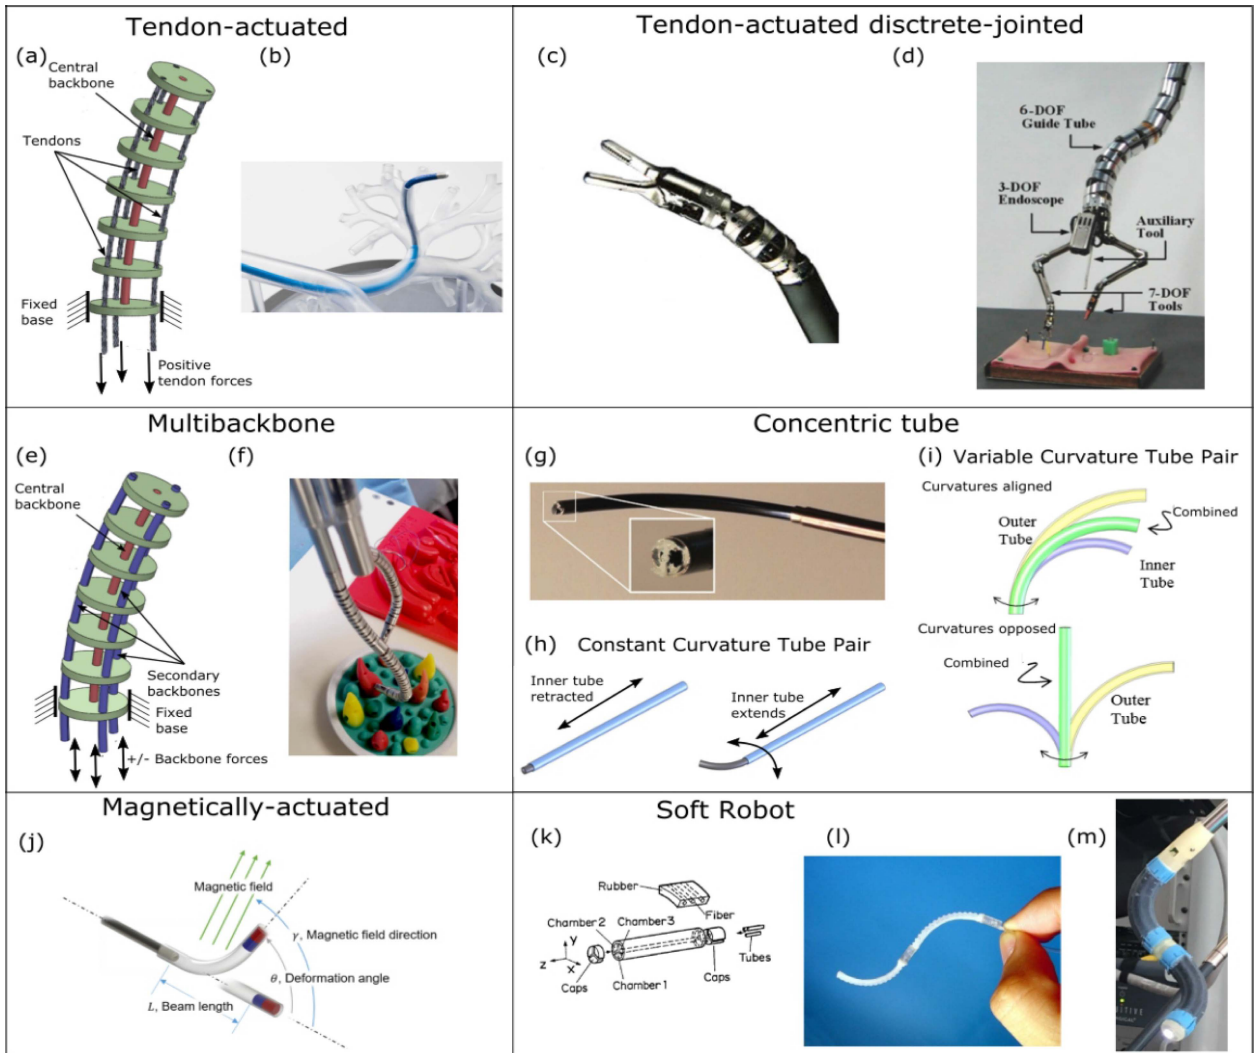 Tendon-actuated
(a)
(b)
Central
backbone
Tendons
Fixed
base
Positive
tendon forces
Tendon-actuated disctrete-jointed
(c)
(d)
6-DOF
Guide Tube
3-DOF
Endoscope
Auxiliary
Tool
7-DOF
Tools
Multibackbone
(e)
(f)
Central
backbone
Secondary
backbones
Fixed
base
+/- Backbone forces
Concentric tube
(g)
(h) Constant Curvature Tube Pair
Inner tube
retracted
Inner tube
extends
(i) Variable Curvature Tube Pair
Curvatures aligned
Outer
Tube
Combined
Inner
Tube
Curvatures opposed
Combined
Outer
Tube
Magnetically-actuated
(j)
Magnetic field
γ, Magnetic field direction
θ, Deformation angle
L, Beam length
Soft Robot
(k)
(l)
(m)
Rubber
Fiber
Chamber 2
Chamber 3
Y
Z
X
Caps
Chamber 1
Caps
Tubes